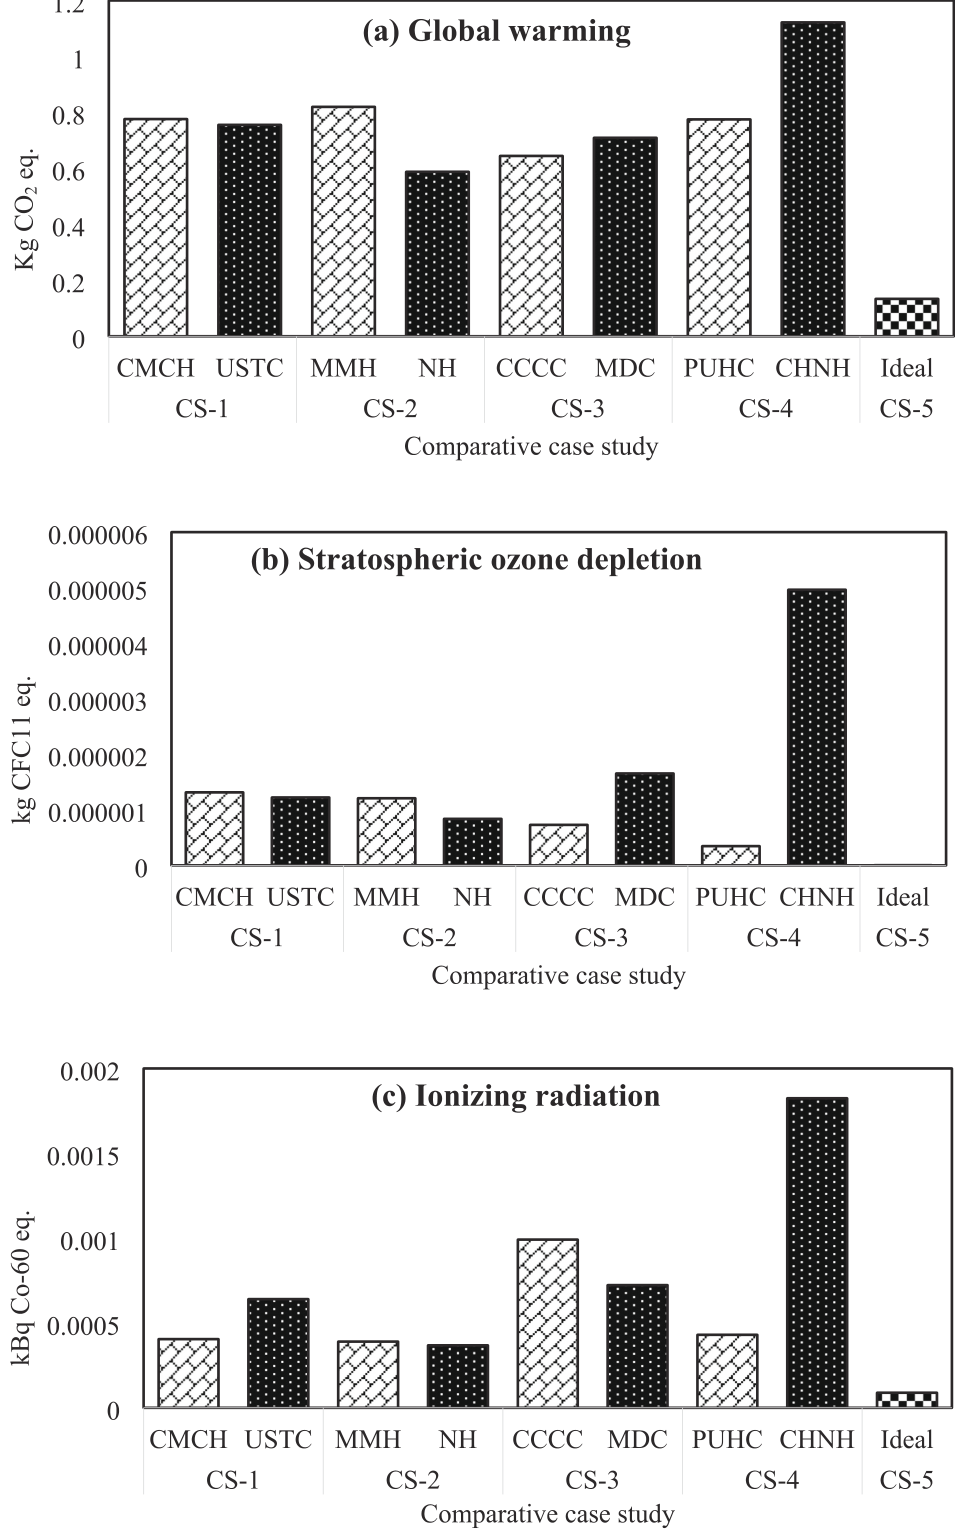 1.2
(a) Global warming
1
0.8
0.6
0.4
0.2
0
Kg CO₂ eq.
CMCH USTC MMH NH CCCC MDC PUHC CHNH Ideal
CS-1 CS-2 CS-3 CS-4 CS-5
Comparative case study
0.000006
(b) Stratospheric ozone depletion
0.000005
0.000004
0.000003
0.000002
0.000001
0
kg CFC11 eq.
CMCH USTC MMH NH CCCC MDC PUHC CHNH Ideal
CS-1 CS-2 CS-3 CS-4 CS-5
Comparative case study
0.002
(c) Ionizing radiation
0.0015
0.001
0.0005
0
kBq Co-60 eq.
CMCH USTC MMH NH CCCC MDC PUHC CHNH Ideal
CS-1 CS-2 CS-3 CS-4 CS-5
Comparative case study